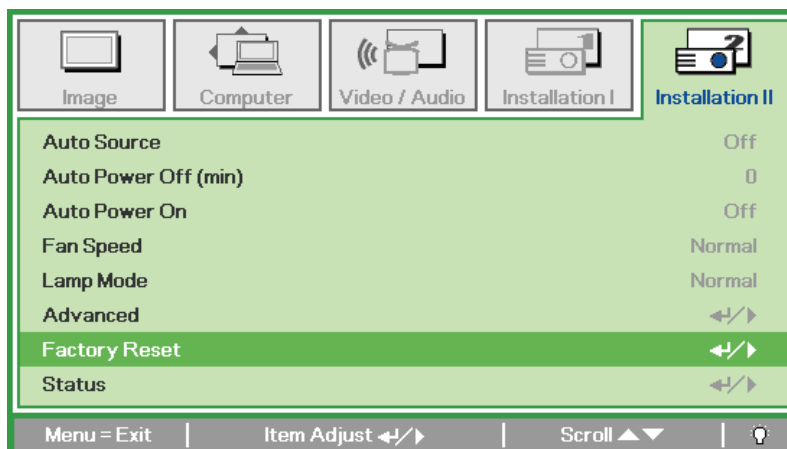 Image Computer Video / Audio Installation I Installation II
Auto Source Off
Auto Power Off (min) 0
Auto Power On Off
Fan Speed Normal
Lamp Mode Normal
Advanced ↵/▶
Factory Reset ↵/▶
Status ↵/▶
Menu = Exit | Item Adjust ↵/▶ | Scroll ▲▼ |